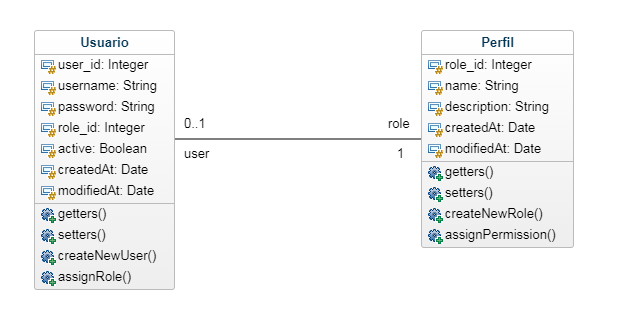 Usuario
user_id: Integer
username: String
password: String
role_id: Integer
active: Boolean
createdAt: Date
modifiedAt: Date
getters()
setters()
createNewUser()
assignRole()
0..1
user
role
1
Perfil
role_id: Integer
name: String
description: String
createdAt: Date
modifiedAt: Date
getters()
setters()
createNewRole()
assignPermission()